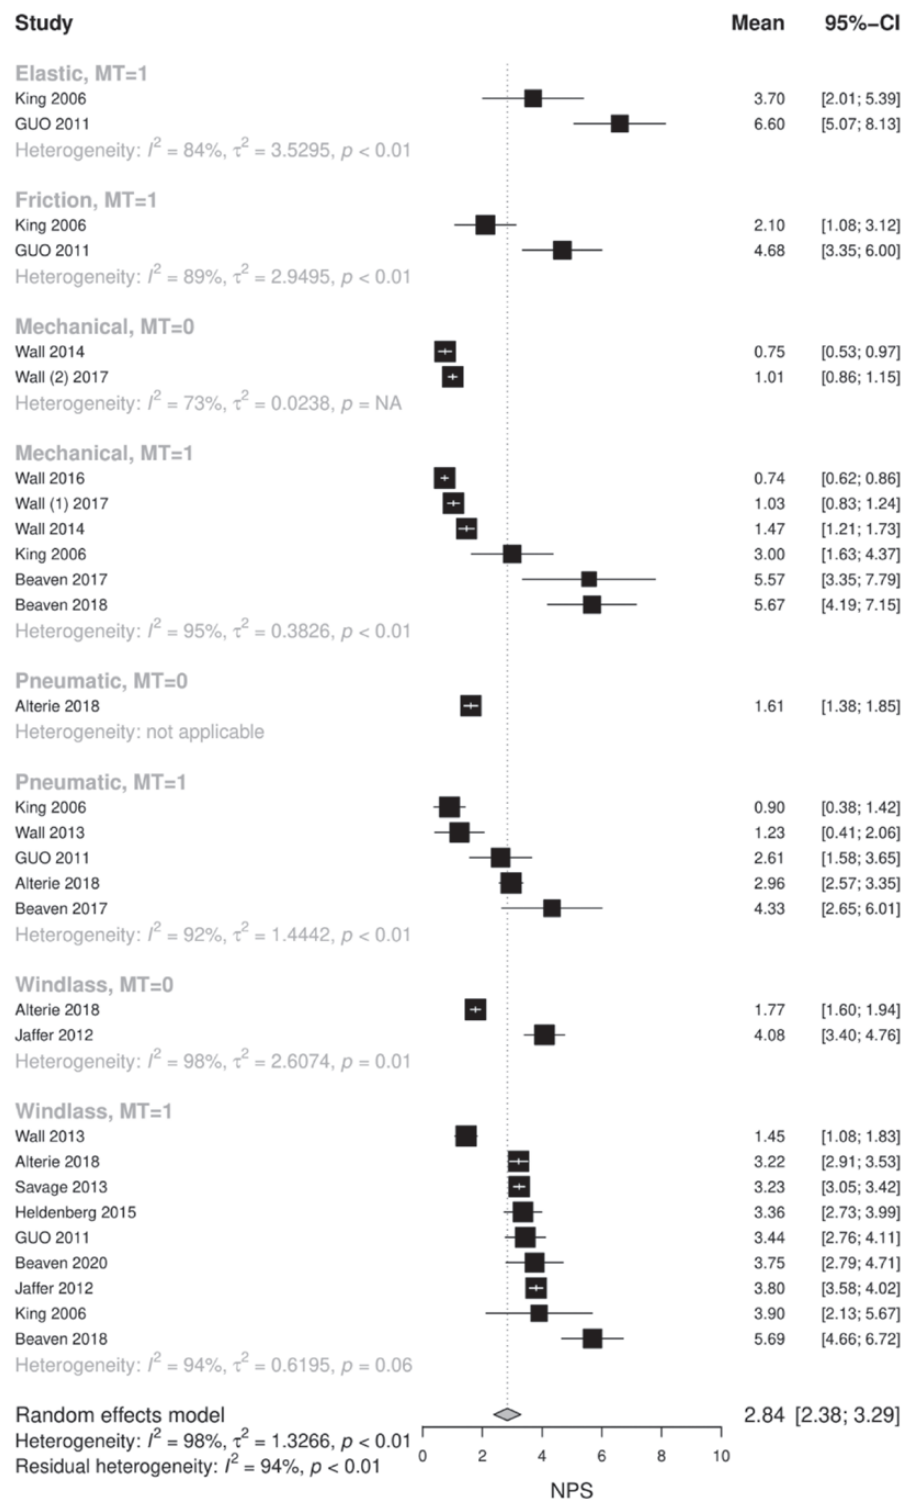 Study Mean 95%−CI
Elastic, MT=1
King 2006 3.70 [2.01; 5.39]
GUO 2011 6.60 [5.07; 8.13]
Heterogeneity: I² = 84%, τ² = 3.5295, p < 0.01
Friction, MT=1
King 2006 2.10 [1.08; 3.12]
GUO 2011 4.68 [3.35; 6.00]
Heterogeneity: I² = 89%, τ² = 2.9495, p < 0.01
Mechanical, MT=0
Wall 2014 0.75 [0.53; 0.97]
Wall (2) 2017 1.01 [0.86; 1.15]
Heterogeneity: I² = 73%, τ² = 0.0238, p = NA
Mechanical, MT=1
Wall 2016 0.74 [0.62; 0.86]
Wall (1) 2017 1.03 [0.83; 1.24]
Wall 2014 1.47 [1.21; 1.73]
King 2006 3.00 [1.63; 4.37]
Beaven 2017 5.57 [3.35; 7.79]
Beaven 2018 5.67 [4.19; 7.15]
Heterogeneity: I² = 95%, τ² = 0.3826, p < 0.01
Pneumatic, MT=0
Alterie 2018 1.61 [1.38; 1.85]
Heterogeneity: not applicable
Pneumatic, MT=1
King 2006 0.90 [0.38; 1.42]
Wall 2013 1.23 [0.41; 2.06]
GUO 2011 2.61 [1.58; 3.65]
Alterie 2018 2.96 [2.57; 3.35]
Beaven 2017 4.33 [2.65; 6.01]
Heterogeneity: I² = 92%, τ² = 1.4442, p < 0.01
Windlass, MT=0
Alterie 2018 1.77 [1.60; 1.94]
Jaffer 2012 4.08 [3.40; 4.76]
Heterogeneity: I² = 98%, τ² = 2.6074, p = 0.01
Windlass, MT=1
Wall 2013 1.45 [1.08; 1.83]
Alterie 2018 3.22 [2.91; 3.53]
Savage 2013 3.23 [3.05; 3.42]
Heldenberg 2015 3.36 [2.73; 3.99]
GUO 2011 3.44 [2.76; 4.11]
Beaven 2020 3.75 [2.79; 4.71]
Jaffer 2012 3.80 [3.58; 4.02]
King 2006 3.90 [2.13; 5.67]
Beaven 2018 5.69 [4.66; 6.72]
Heterogeneity: I² = 94%, τ² = 0.6195, p = 0.06
Random effects model 2.84 [2.38; 3.29]
Heterogeneity: I² = 98%, τ² = 1.3266, p < 0.01
Residual heterogeneity: I² = 94%, p < 0.01
0 2 4 6 8 10
NPS